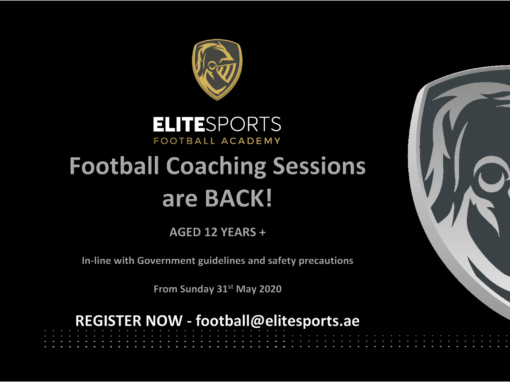 ELITESPORTS
FOOTBALL ACADEMY
Football Coaching Sessions
are BACK!
AGED 12 YEARS +
In-line with Government guidelines and safety precautions
From Sunday 31st May 2020
REGISTER NOW - football@elitesports.ae